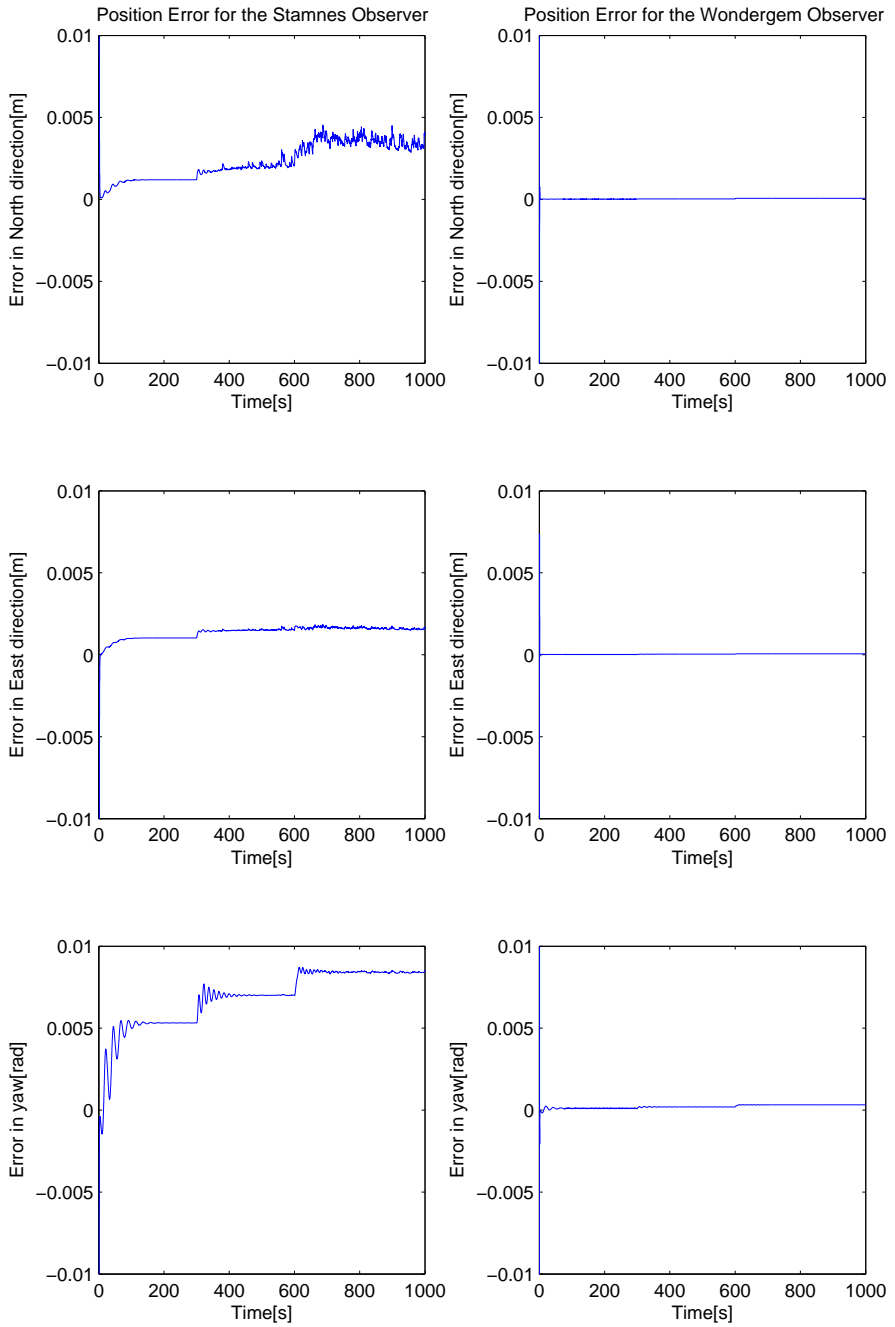 Position Error for the Stamnes Observer
0.01
0.005
0
−0.005
−0.01
Error in North direction[m]
0 200 400 600 800 1000
Time[s]
Position Error for the Wondergem Observer
0.01
0.005
0
−0.005
−0.01
Error in North direction[m]
0 200 400 600 800 1000
Time[s]
0.01
0.005
0
−0.005
−0.01
Error in East direction[m]
0 200 400 600 800 1000
Time[s]
0.01
0.005
0
−0.005
−0.01
Error in East direction[m]
0 200 400 600 800 1000
Time[s]
0.01
0.005
0
−0.005
−0.01
Error in yaw[rad]
0 200 400 600 800 1000
Time[s]
0.01
0.005
0
−0.005
−0.01
Error in yaw[rad]
0 200 400 600 800 1000
Time[s]